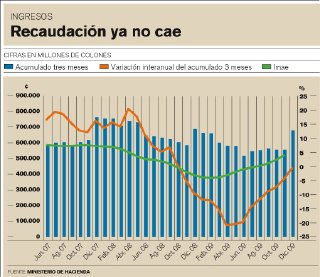 INGRESOS
Recaudación ya no cae
CIFRAS EN MILLONES DE COLONES
Acumulado tres meses
Variación interanual del acumulado 3 meses
Inae
¢
%
900.000
800.000
700.000
600.000
500.000
400.000
300.000
200.000
100.000
0
25
20
15
10
5
0
-5
-10
-15
-20
-25
Jun.07
Ag.07
Oct.07
Dic.07
Feb.08
Abr.08
Jun.08
Ag.08
Oct.08
Dic.08
Feb.09
Abr.09
Jun.09
Ag.09
Oct.09
Dic.09
FUENTE: MINISTERIO DE HACIENDA